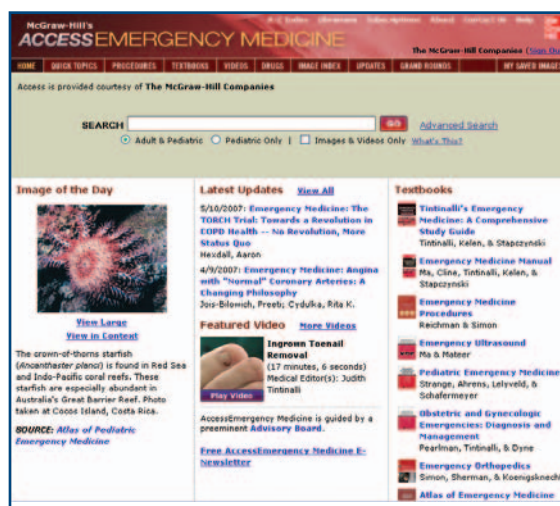 McGraw-Hill's
ACCESSEMERGENCY MEDICINE
A-Z Index Librarians Subscriptions About Contact Us Help
The McGraw-Hill Companies (Sign Out
HOME QUICK TOPICS PROCEDURES TEXTBOOKS VIDEOS DRUGS IMAGE INDEX UPDATES GRAND ROUNDS MY SAVED IMAGES
Access is provided courtesy of The McGraw-Hill Companies
SEARCH GO Advanced Search
Adult & Pediatric Pediatric Only | Images & Videos Only What's This?
Image of the Day
View Large
View in Context
The crown-of-thorns starfish
(Ancanthaster planci) is found in Red Sea
and Indo-Pacific coral reefs. These
starfish are especially abundant in
Australia's Great Barrier Reef. Photo
taken at Cocos Island, Costa Rica.
SOURCE: Atlas of Pediatric
Emergency Medicine
Latest Updates View All
5/10/2007: Emergency Medicine: The
TORCH Trial: Towards a Revolution in
COPD Health -- No Revolution, More
Status Quo
Hexdall, Aaron
4/9/2007: Emergency Medicine: Angina
with "Normal" Coronary Arteries: A
Changing Philosophy
Jois-Bilowich, Preeti; Cydulka, Rita K.
Featured Video More Videos
Ingrown Toenail
Removal
(17 minutes, 6 seconds)
Medical Editor(s): Judith
Tintinalli
Play Video
AccessEmergency Medicine is guided by a
preeminent Advisory Board.
Free AccessEmergency Medicine E-
Newsletter
Textbooks
Tintinalli's Emergency
Medicine: A Comprehensive
Study Guide
Tintinalli, Kelen, & Stapczynski
Emergency Medicine Manual
Ma, Cline, Tintinalli, Kelen, &
Stapczynski
Emergency Medicine
Procedures
Reichman & Simon
Emergency Ultrasound
Ma & Mateer
Pediatric Emergency Medicine
Strange, Ahrens, Lelyveld, &
Schafermeyer
Obstetric and Gynecologic
Emergencies: Diagnosis and
Management
Pearlman, Tintinalli, & Dyne
Emergency Orthopedics
Simon, Sherman, & Koenigsknecht
Atlas of Emergency Medicine